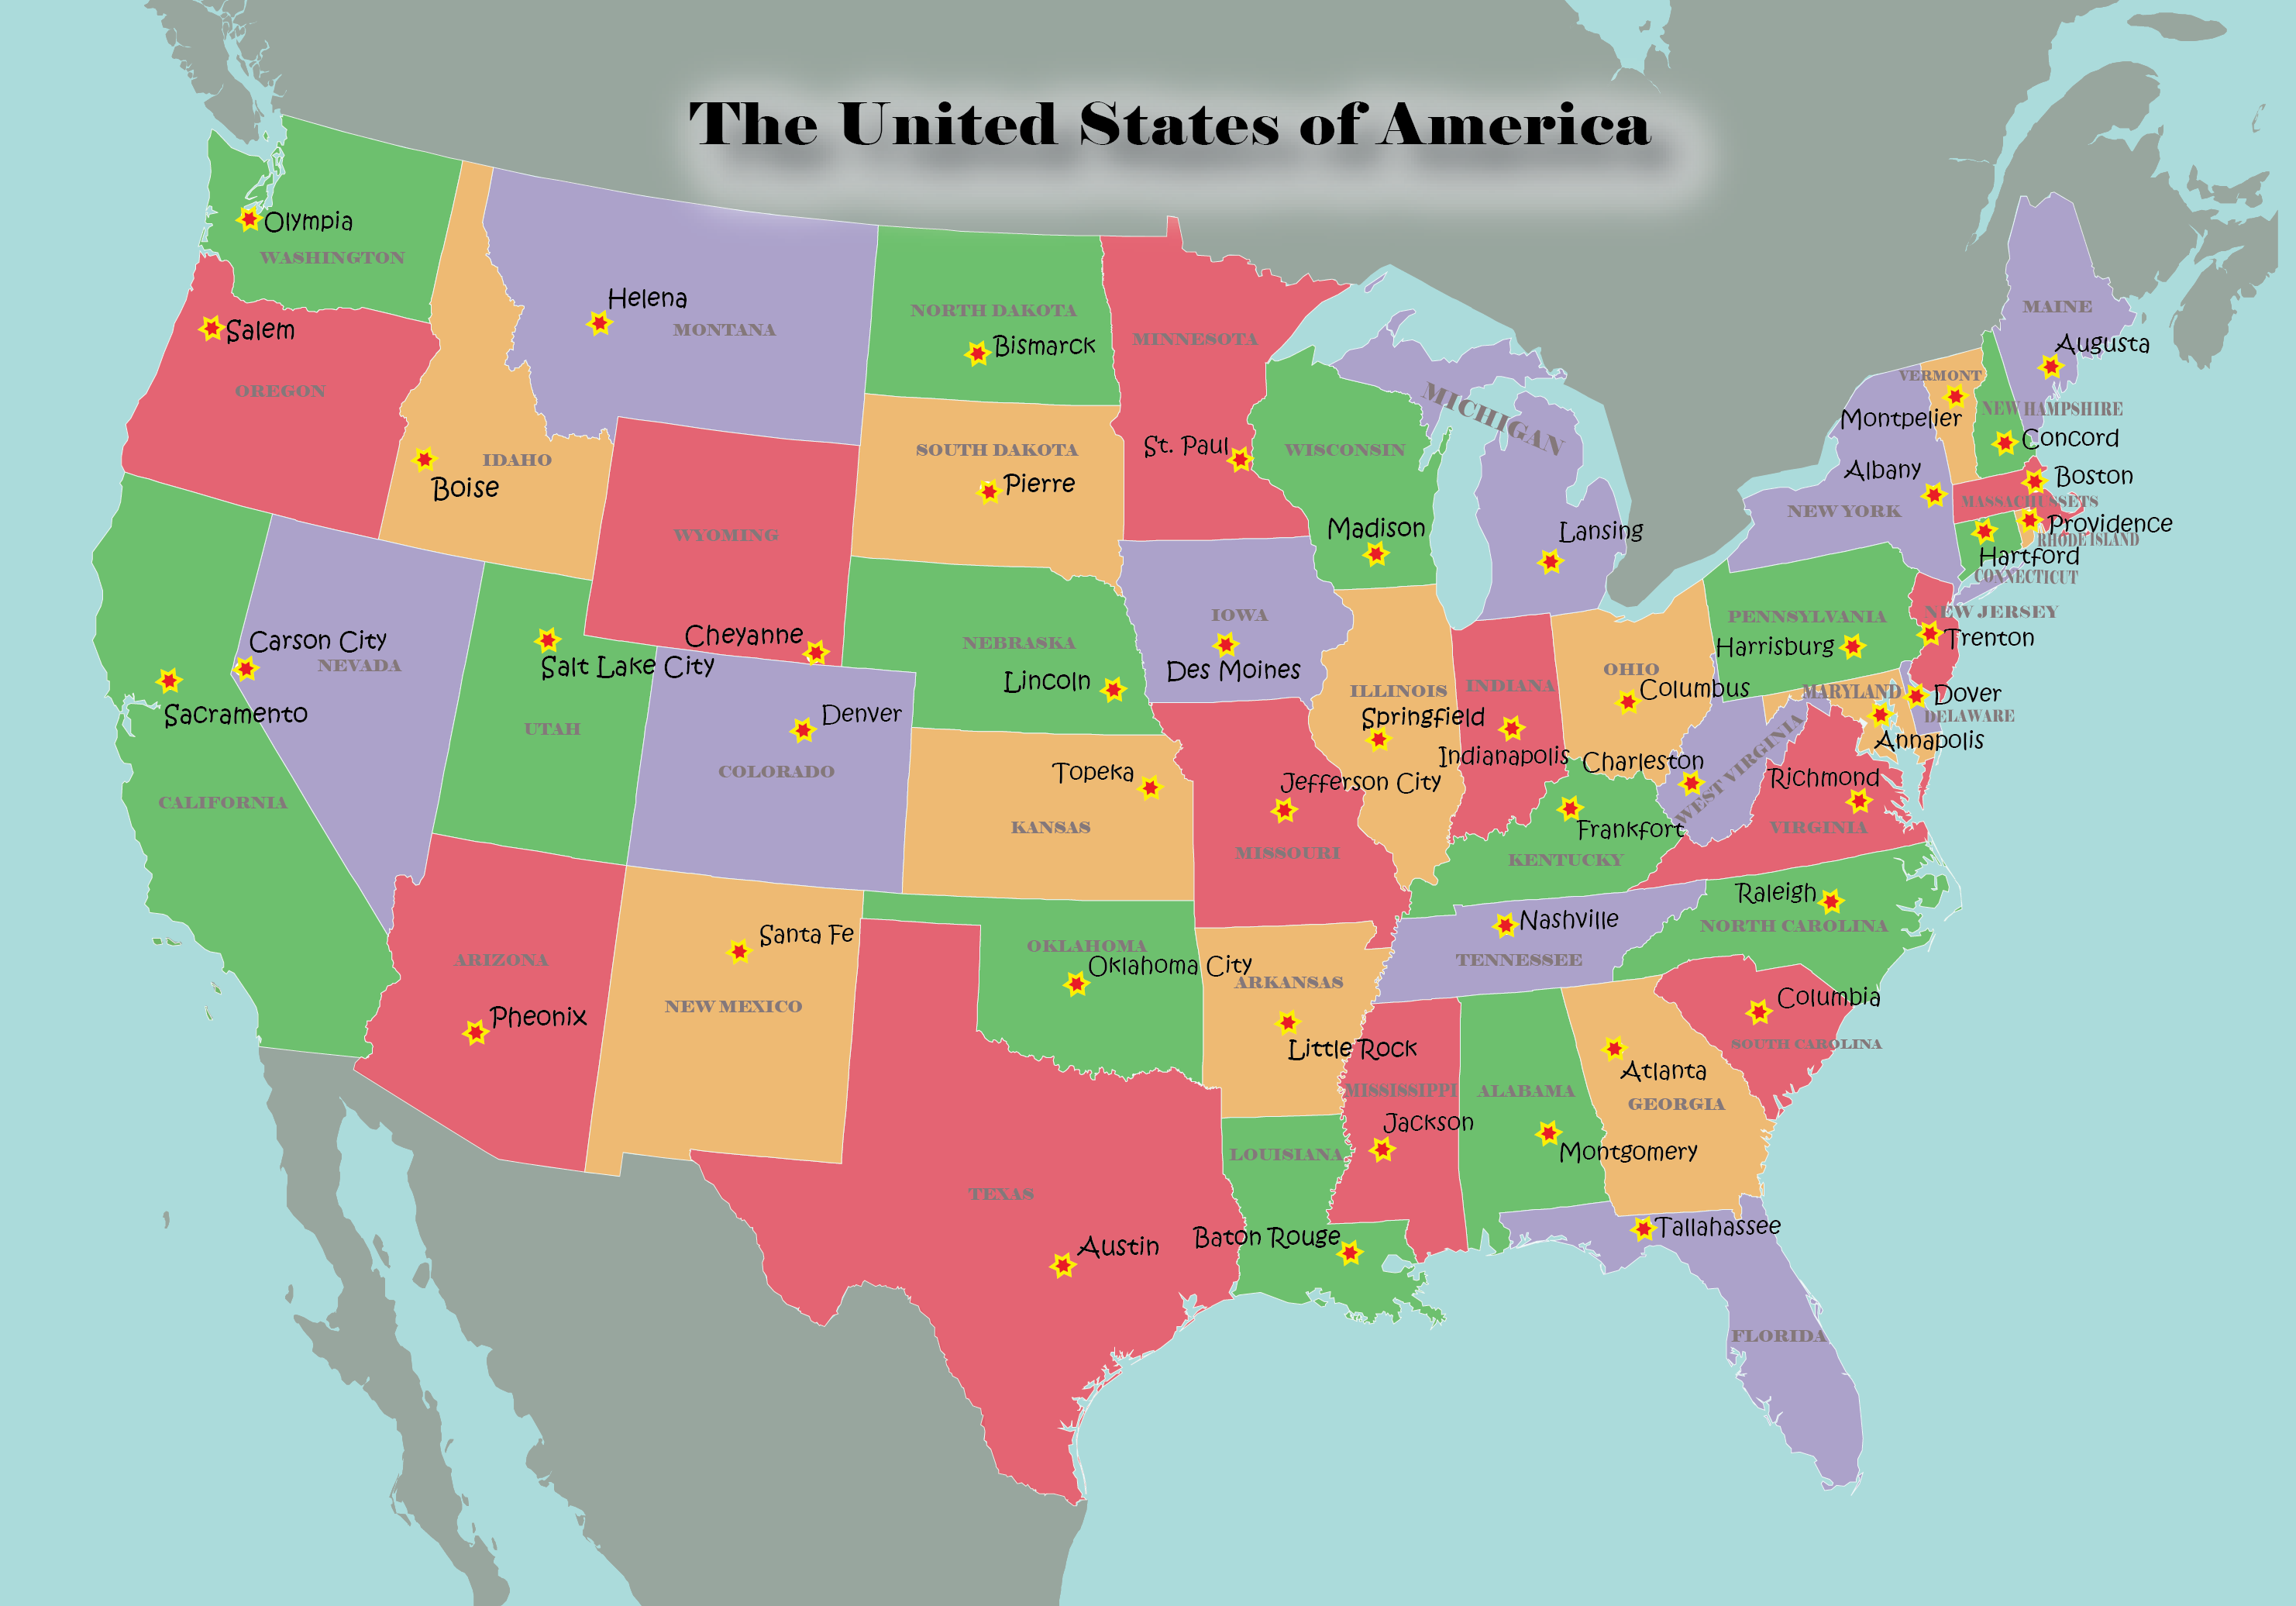 The United States of America
Olympia
WASHINGTON
Salem
OREGON
Helena
MONTANA
IDAHO
Boise
NORTH DAKOTA
Bismarck
SOUTH DAKOTA
Pierre
MINNESOTA
St. Paul
WISCONSIN
Madison
MICHIGAN
Lansing
MAINE
Augusta
VERMONT
Montpelier
NEW HAMPSHIRE
Concord
Albany
NEW YORK
Boston
MASSACHUSSETS
Providence
RHODE ISLAND
Hartford
CONNECTICUT
WYOMING
Cheyanne
Carson City
NEVADA
Sacramento
CALIFORNIA
Salt Lake City
UTAH
Denver
COLORADO
NEBRASKA
Lincoln
IOWA
Des Moines
ILLINOIS
Springfield
INDIANA
Indianapolis
OHIO
Columbus
PENNSYLVANIA
Harrisburg
NEW JERSEY
Trenton
MARYLAND
Annapolis
Dover
DELAWARE
Charleston
WEST VIRGINIA
Richmond
VIRGINIA
Topeka
KANSAS
Jefferson City
MISSOURI
Frankfort
KENTUCKY
Nashville
TENNESSEE
Raleigh
NORTH CAROLINA
ARIZONA
Pheonix
Santa Fe
NEW MEXICO
OKLAHOMA
Oklahoma City
ARKANSAS
Little Rock
Columbia
SOUTH CAROLINA
Atlanta
GEORGIA
ALABAMA
Montgomery
MISSISSIPPI
Jackson
LOUISIANA
Baton Rouge
TEXAS
Austin
Tallahassee
FLORIDA